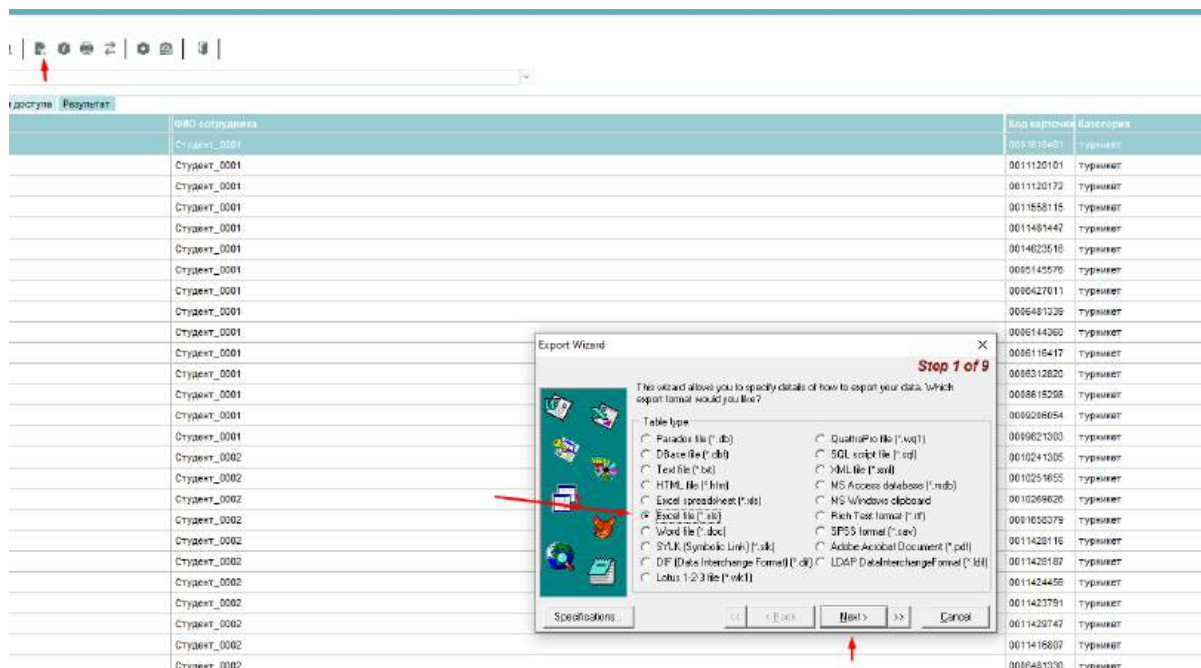 доступа Результат
ФИО сотрудника Код карточки Категория
Студент_0001 турникет
Студент_0001 0011120101 турникет
Студент_0001 0011120172 турникет
Студент_0001 0011558115 турникет
Студент_0001 0011481447 турникет
Студент_0001 0014623516 турникет
Студент_0001 0005145576 турникет
Студент_0001 0006427011 турникет
Студент_0001 0006481339 турникет
Студент_0001 0006144360 турникет
Студент_0001 0006116417 турникет
Студент_0001 0006312820 турникет
Студент_0001 0008615298 турникет
Студент_0001 0009206054 турникет
Студент_0001 0009621303 турникет
Студент_0002 0010241305 турникет
Студент_0002 0010251655 турникет
Студент_0002 0010269626 турникет
Студент_0002 0001658379 турникет
Студент_0002 0011428116 турникет
Студент_0002 0011428187 турникет
Студент_0002 0011424456 турникет
Студент_0002 0011423791 турникет
Студент_0002 0011429747 турникет
Студент_0002 0011416807 турникет
Студент_0002 0006481330 турникет
Export Wizard
Step 1 of 9
This wizard allows you to specify details of how to export your data. Which
export format would you like?
Table type
Paradox file (*.db)
DBase file (*.dbf)
Text file (*.txt)
HTML file (*.htm)
Excel spreadsheet (*.xls)
Excel file (*.xls)
Word file (*.doc)
SYLK (Symbolic Link) (*.slk)
DIF (Data Interchange Format) (*.dif)
Lotus 1-2-3 file (*.wk1)
QuattroPro file (*.wq1)
SQL script file (*.sql)
XML file (*.xml)
MS Access database (*.mdb)
MS Windows clipboard
Rich Text format (*.rtf)
SPSS format (*.sav)
Adobe Acrobat Document (*.pdf)
LDAP DataInterchangeFormat (*.ldif)
Specifications... << < Back Next > >> Cancel